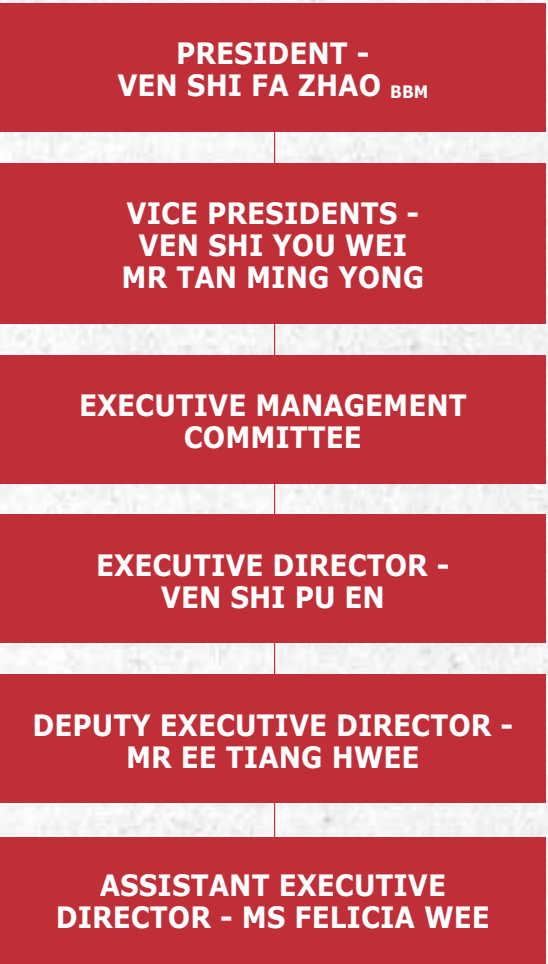 PRESIDENT -
VEN SHI FA ZHAO BBM
VICE PRESIDENTS -
VEN SHI YOU WEI
MR TAN MING YONG
EXECUTIVE MANAGEMENT
COMMITTEE
EXECUTIVE DIRECTOR -
VEN SHI PU EN
DEPUTY EXECUTIVE DIRECTOR -
MR EE TIANG HWEE
ASSISTANT EXECUTIVE
DIRECTOR - MS FELICIA WEE